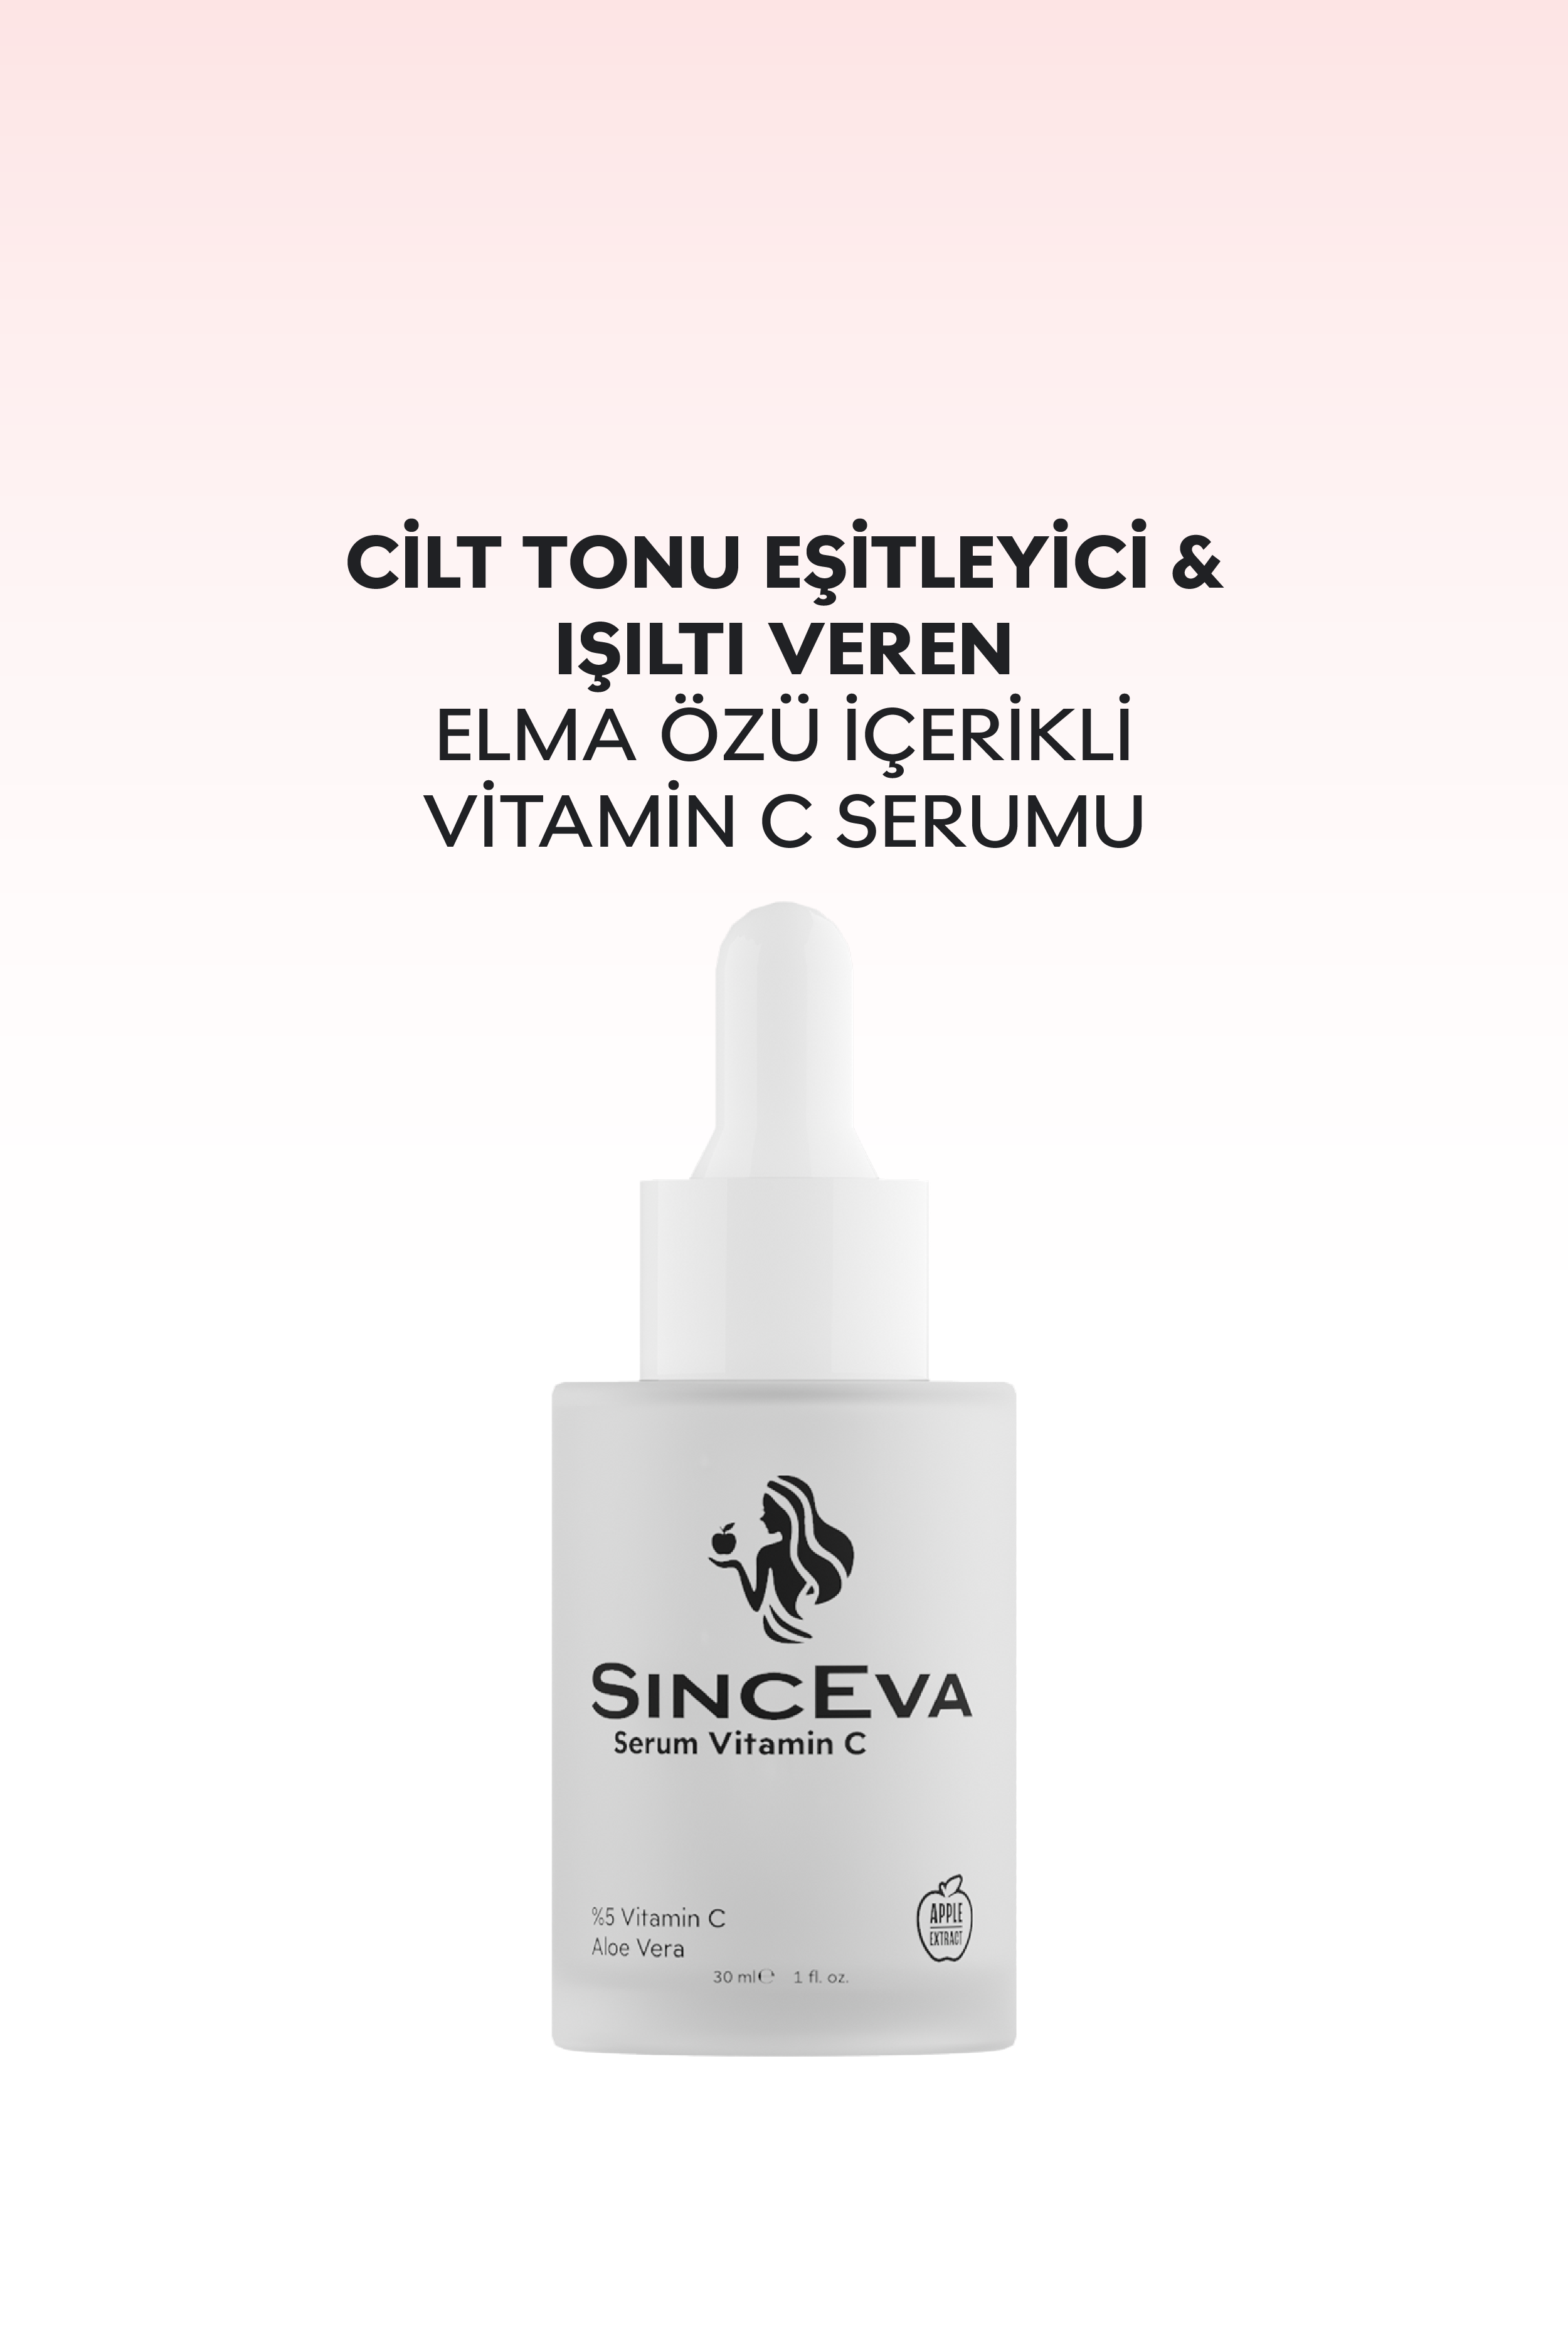 CİLT TONU EŞİTLEYİCİ &
IŞILTI VEREN
ELMA ÖZÜ İÇERİKLİ
VİTAMİN C SERUMU
SINCEVA
Serum Vitamin C
%5 Vitamin C
Aloe Vera
APPLE
EXTRACT
30 ml℮ 1 fl. oz.